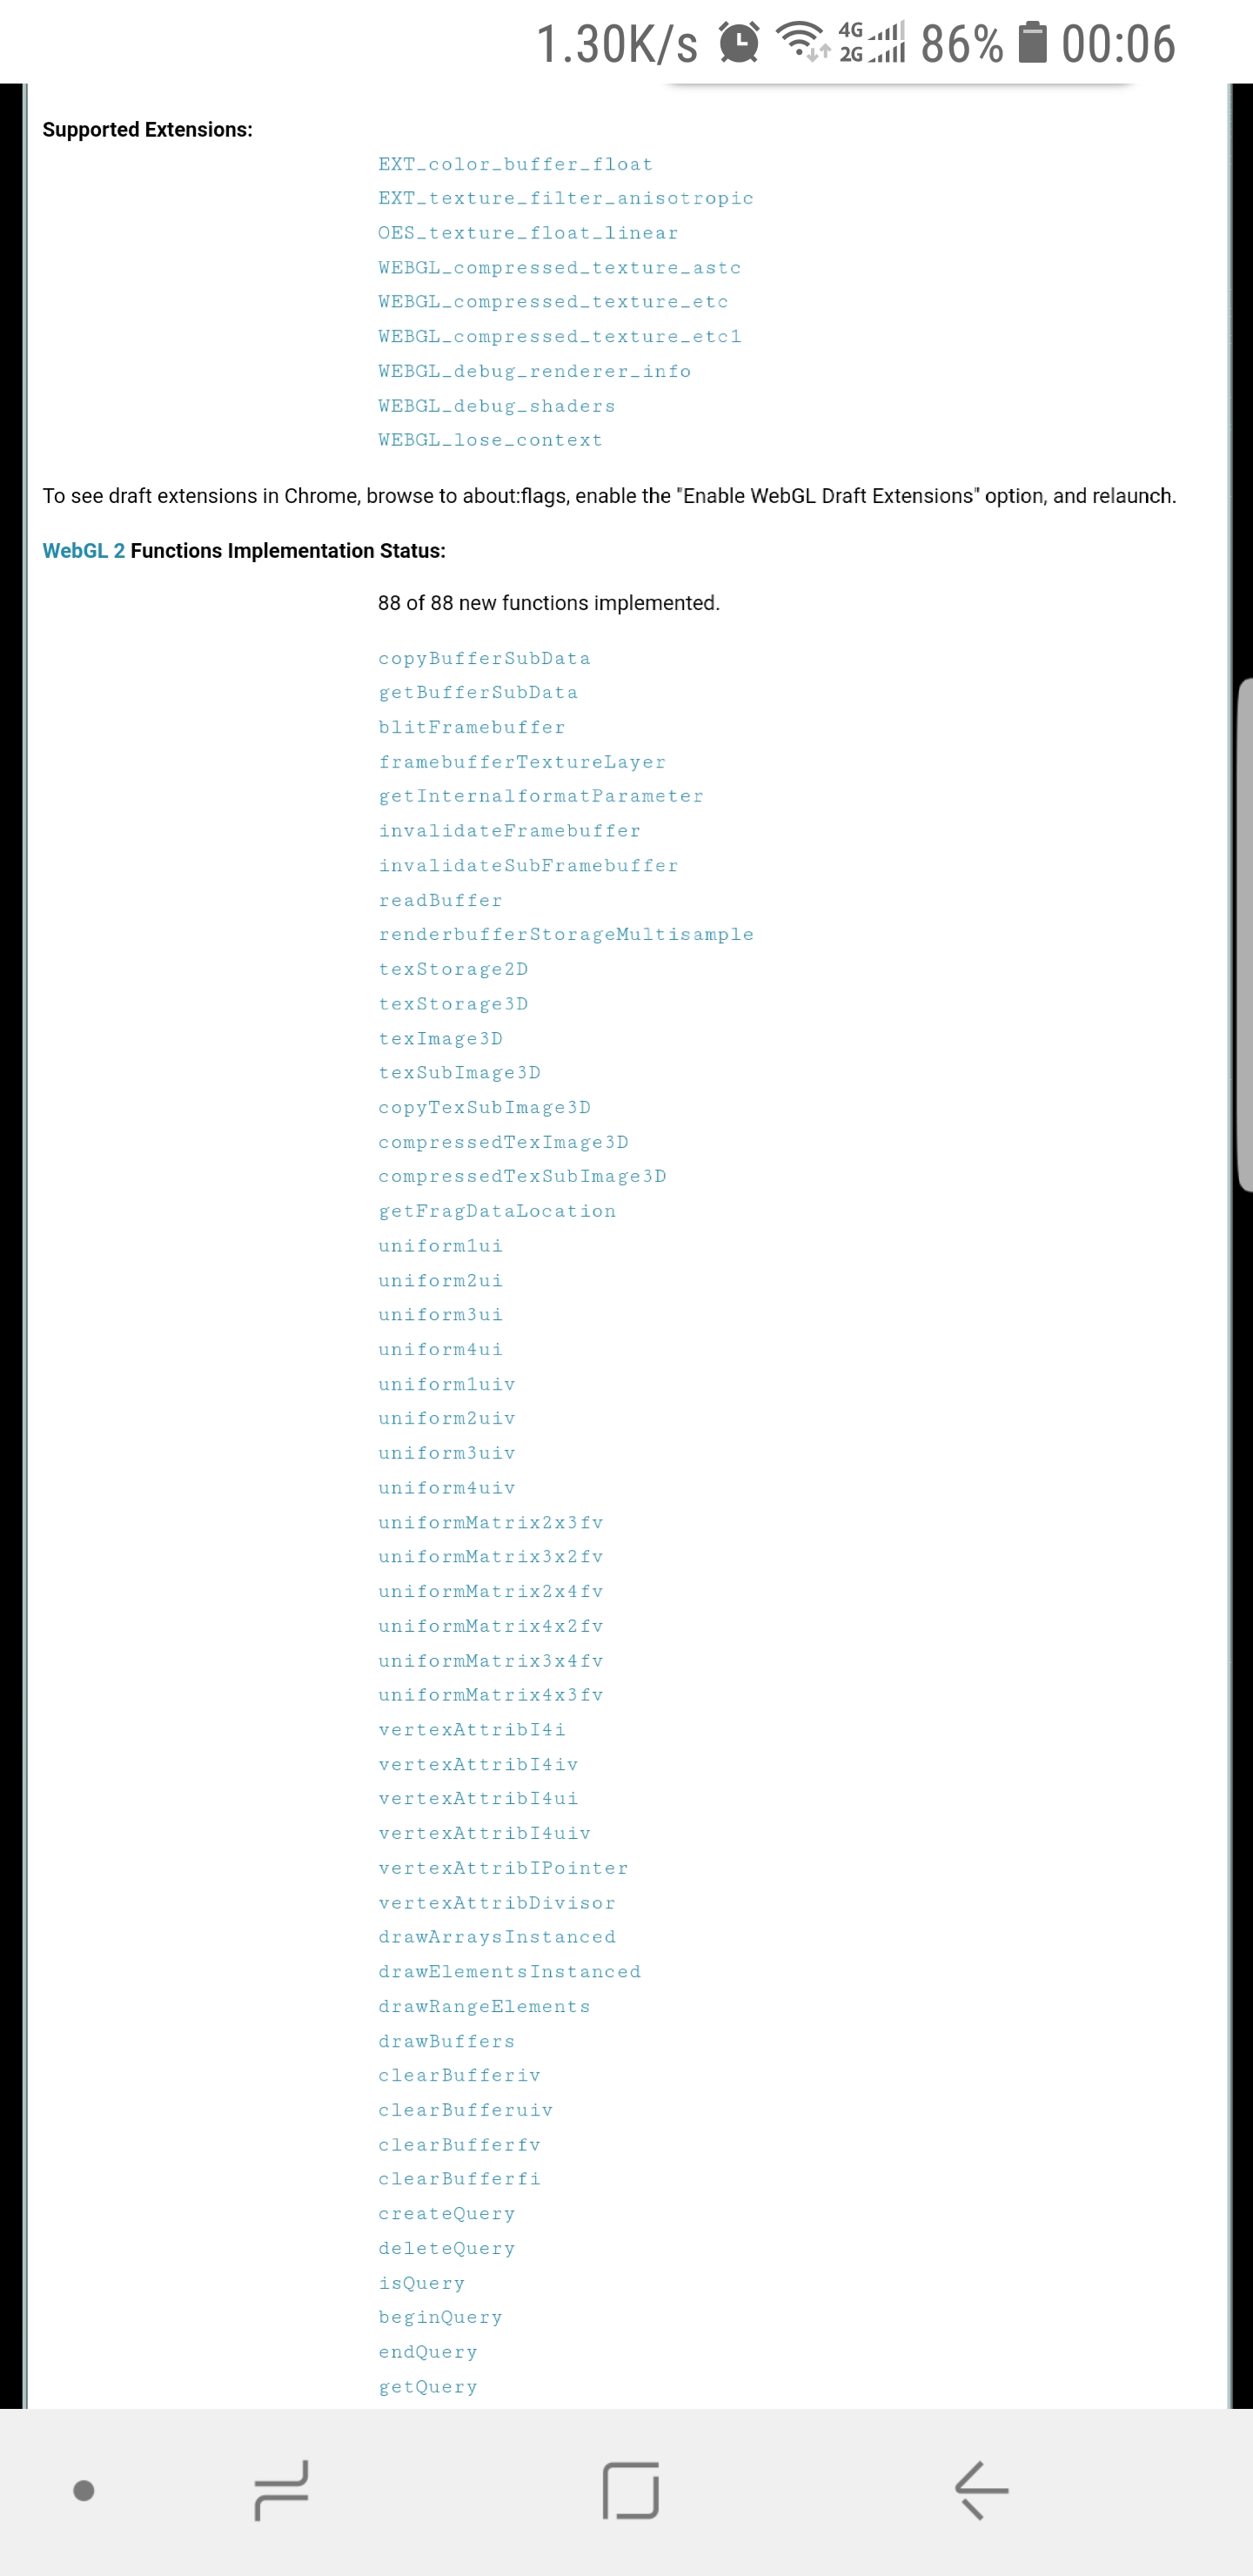 1.30K/s 4G 2G 86% 00:06
Supported Extensions:
EXT_color_buffer_float
EXT_texture_filter_anisotropic
OES_texture_float_linear
WEBGL_compressed_texture_astc
WEBGL_compressed_texture_etc
WEBGL_compressed_texture_etc1
WEBGL_debug_renderer_info
WEBGL_debug_shaders
WEBGL_lose_context
To see draft extensions in Chrome, browse to about:flags, enable the "Enable WebGL Draft Extensions" option, and relaunch.
WebGL 2 Functions Implementation Status:
88 of 88 new functions implemented.
copyBufferSubData
getBufferSubData
blitFramebuffer
framebufferTextureLayer
getInternalformatParameter
invalidateFramebuffer
invalidateSubFramebuffer
readBuffer
renderbufferStorageMultisample
texStorage2D
texStorage3D
texImage3D
texSubImage3D
copyTexSubImage3D
compressedTexImage3D
compressedTexSubImage3D
getFragDataLocation
uniform1ui
uniform2ui
uniform3ui
uniform4ui
uniform1uiv
uniform2uiv
uniform3uiv
uniform4uiv
uniformMatrix2x3fv
uniformMatrix3x2fv
uniformMatrix2x4fv
uniformMatrix4x2fv
uniformMatrix3x4fv
uniformMatrix4x3fv
vertexAttribI4i
vertexAttribI4iv
vertexAttribI4ui
vertexAttribI4uiv
vertexAttribIPointer
vertexAttribDivisor
drawArraysInstanced
drawElementsInstanced
drawRangeElements
drawBuffers
clearBufferiv
clearBufferuiv
clearBufferfv
clearBufferfi
createQuery
deleteQuery
isQuery
beginQuery
endQuery
getQuery